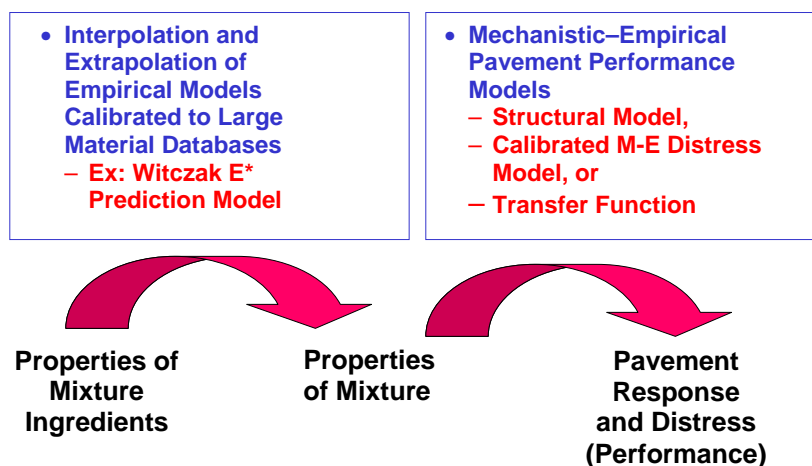 • Interpolation and
Extrapolation of
Empirical Models
Calibrated to Large
Material Databases
– Ex: Witczak E*
Prediction Model
• Mechanistic–Empirical
Pavement Performance
Models
– Structural Model,
– Calibrated M-E Distress
Model, or
– Transfer Function
Properties of
Mixture
Ingredients
Properties
of Mixture
Pavement
Response
and Distress
(Performance)